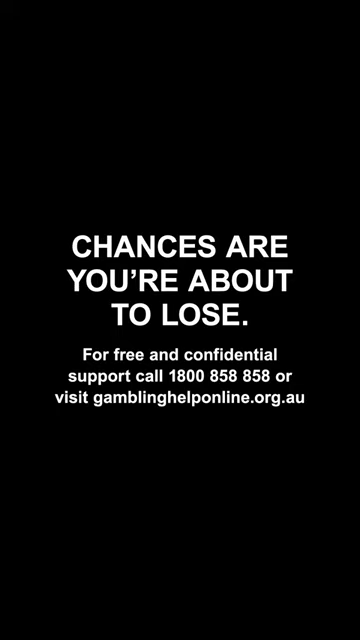 CHANCES ARE
YOU’RE ABOUT
TO LOSE.
For free and confidential
support call 1800 858 858 or
visit gamblinghelponline.org.au